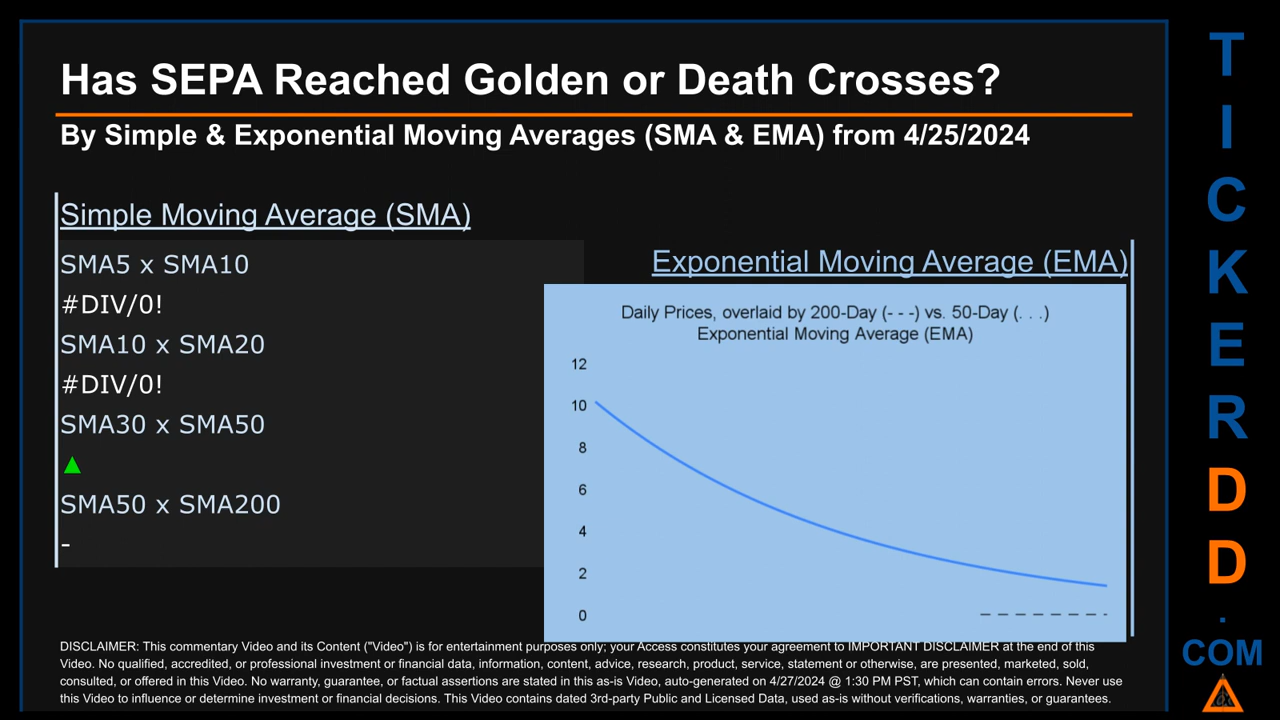 Has SEPA Reached Golden or Death Crosses?
By Simple & Exponential Moving Averages (SMA & EMA) from 4/25/2024
Simple Moving Average (SMA)
SMA5 x SMA10
#DIV/0!
SMA10 x SMA20
#DIV/0!
SMA30 x SMA50
▲
SMA50 x SMA200
-
Exponential Moving Average (EMA)
Daily Prices, overlaid by 200-Day (- - -) vs. 50-Day (. . .)
Exponential Moving Average (EMA)
12
10
8
6
4
2
0
DISCLAIMER: This commentary Video and its Content ("Video") is for entertainment purposes only; your Access constitutes your agreement to IMPORTANT DISCLAIMER at the end of this
Video. No qualified, accredited, or professional investment or financial data, information, content, advice, research, product, service, statement or otherwise, are presented, marketed, sold,
consulted, or offered in this Video. No warranty, guarantee, or factual assertions are stated in this as-is Video, auto-generated on 4/27/2024 @ 1:30 PM PST, which can contain errors. Never use
this Video to influence or determine investment or financial decisions. This Video contains dated 3rd-party Public and Licensed Data, used as-is without verifications, warranties, or guarantees.
T
I
C
K
E
R
D
D
.
COM